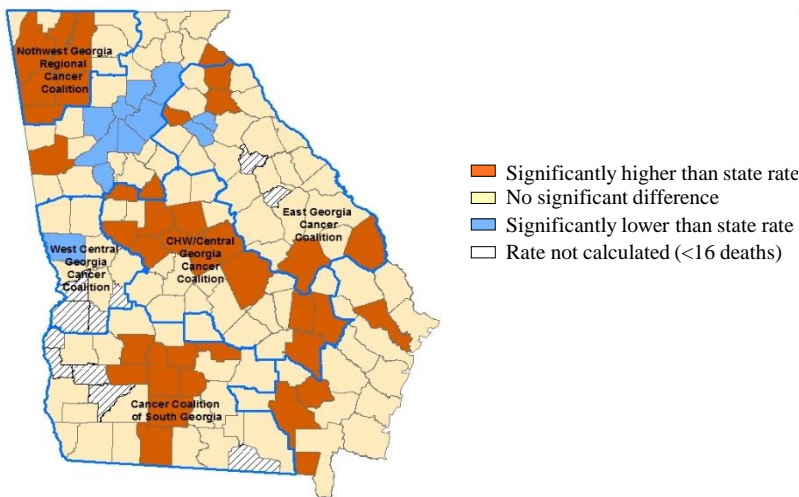 Nothwest Georgia
Regional
Cancer
Coalition
West Central
Georgia
Cancer
Coalition
CHW/Central
Georgia
Cancer
Coalition
East Georgia
Cancer
Coalition
Cancer Coalition
of South Georgia
Significantly higher than state rate
No significant difference
Significantly lower than state rate
Rate not calculated (<16 deaths)